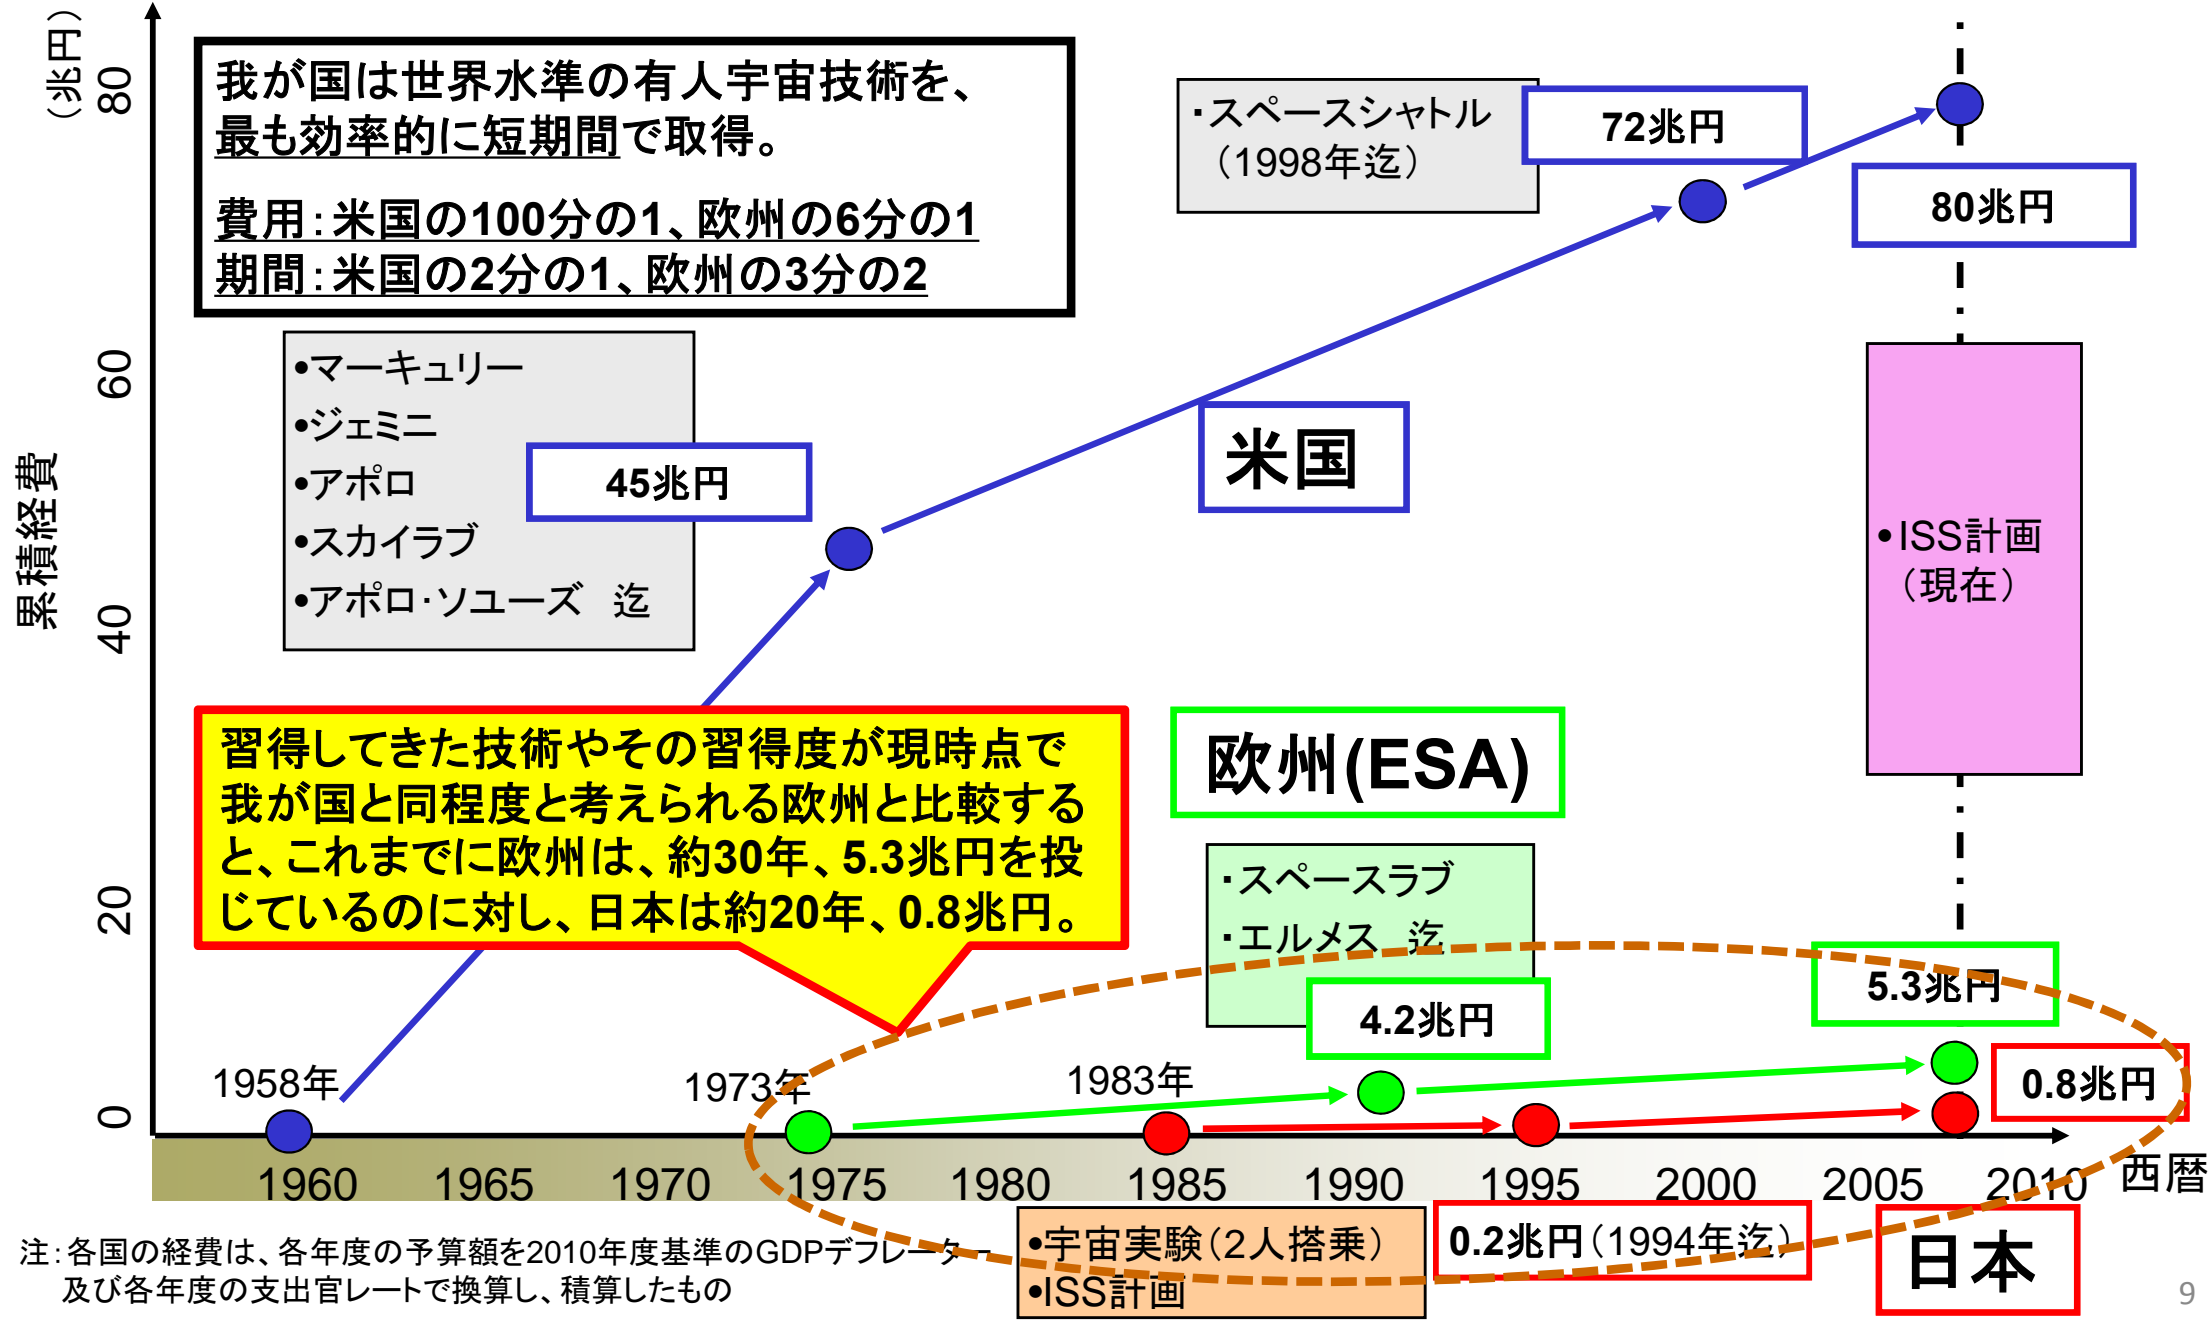 (兆円)
80
60
40
20
0
累積経費
我が国は世界水準の有人宇宙技術を、
最も効率的に短期間で取得。
費用：米国の100分の1、欧州の6分の1
期間：米国の2分の1、欧州の3分の2
・スペースシャトル
（1998年迄）
72兆円
80兆円
•マーキュリー
•ジェミニ
•アポロ
•スカイラブ
•アポロ・ソユーズ　迄
45兆円
米国
•ISS計画
（現在）
習得してきた技術やその習得度が現時点で
我が国と同程度と考えられる欧州と比較する
と、これまでに欧州は、約30年、5.3兆円を投
じているのに対し、日本は約20年、0.8兆円。
欧州(ESA)
・スペースラブ
・エルメス　迄
4.2兆円
5.3兆円
0.8兆円
1958年
1973年
1983年
1960 1965 1970 1975 1980 1985 1990 1995 2000 2005 2010 西暦
•宇宙実験（2人搭乗）
•ISS計画
0.2兆円（1994年迄）
日本
注：各国の経費は、各年度の予算額を2010年度基準のGDPデフレーター
及び各年度の支出官レートで換算し、積算したもの
9